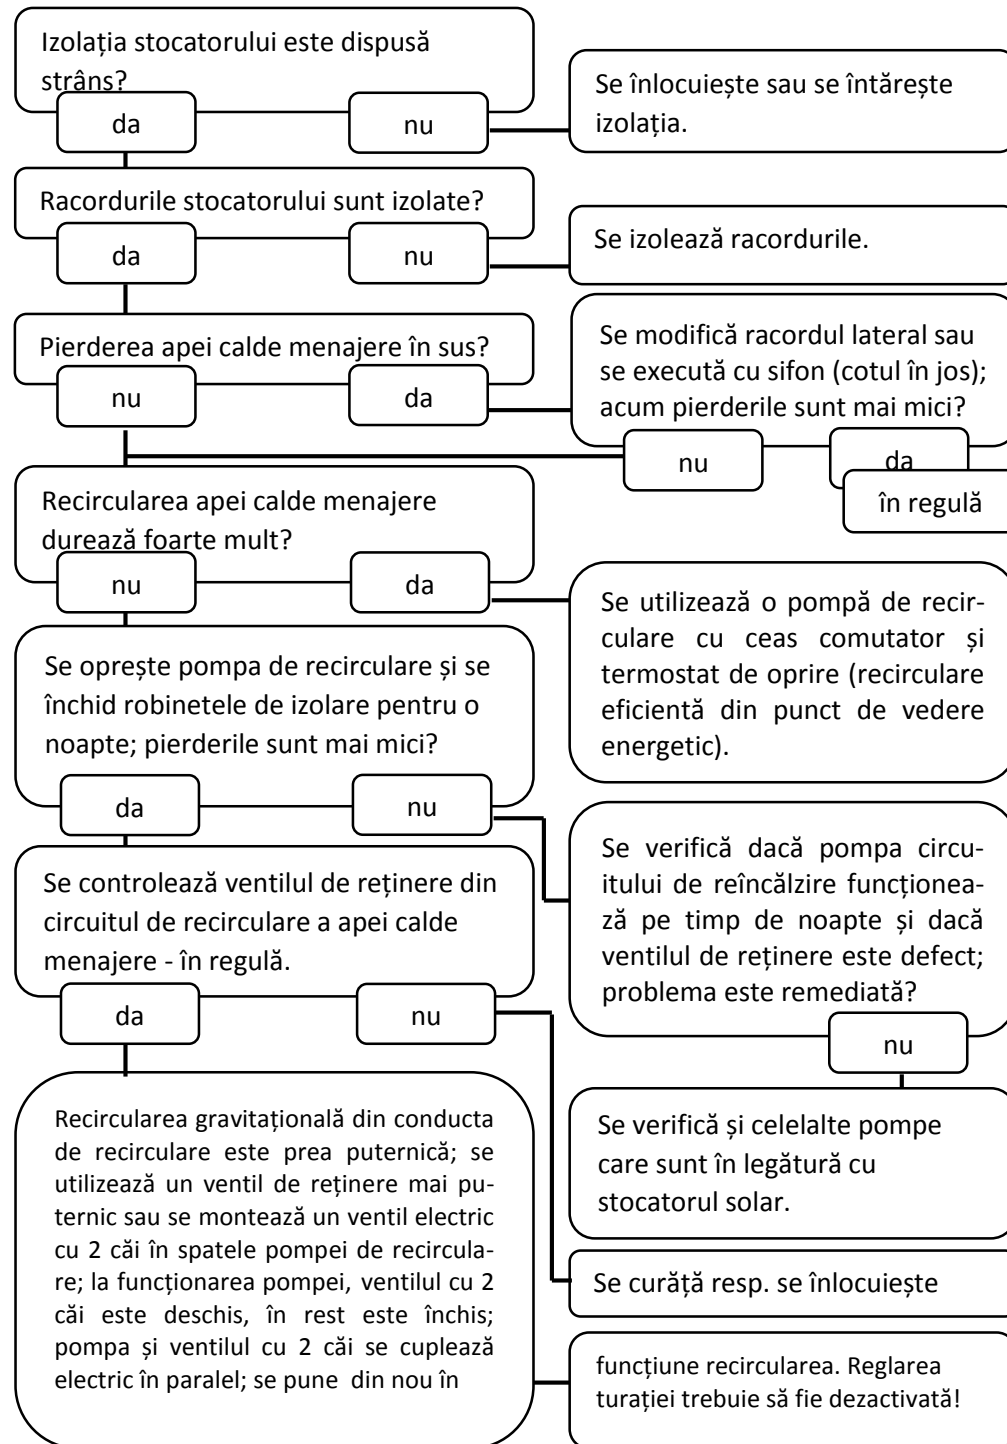 Izolația stocatorului este dispusă
strâns?
da
nu
Se înlocuiește sau se întărește
izolația.
Racordurile stocatorului sunt izolate?
da
nu
Se izolează racordurile.
Pierderea apei calde menajere în sus?
nu
da
Se modifică racordul lateral sau
se execută cu sifon (cotul în jos);
acum pierderile sunt mai mici?
nu
da
în regulă
Recircularea apei calde menajere
durează foarte mult?
nu
da
Se utilizează o pompă de recir-
culare cu ceas comutator și
termostat de oprire (recirculare
eficientă din punct de vedere
energetic).
Se oprește pompa de recirculare și se
închid robinetele de izolare pentru o
noapte; pierderile sunt mai mici?
da
nu
Se verifică dacă pompa circu-
itului de reîncălzire funcționea-
ză pe timp de noapte și dacă
ventilul de reținere este defect;
problema este remediată?
nu
Se verifică și celelalte pompe
care sunt în legătură cu
stocatorul solar.
Se controlează ventilul de reținere din
circuitul de recirculare a apei calde
menajere - în regulă.
da
nu
Se curăță resp. se înlocuiește
Recircularea gravitațională din conducta
de recirculare este prea puternică; se
utilizează un ventil de reținere mai pu-
ternic sau se montează un ventil electric
cu 2 căi în spatele pompei de recircula-
re; la funcționarea pompei, ventilul cu 2
căi este deschis, în rest este închis;
pompa și ventilul cu 2 căi se cuplează
electric în paralel; se pune din nou în
funcțiune recircularea. Reglarea
turației trebuie să fie dezactivată!